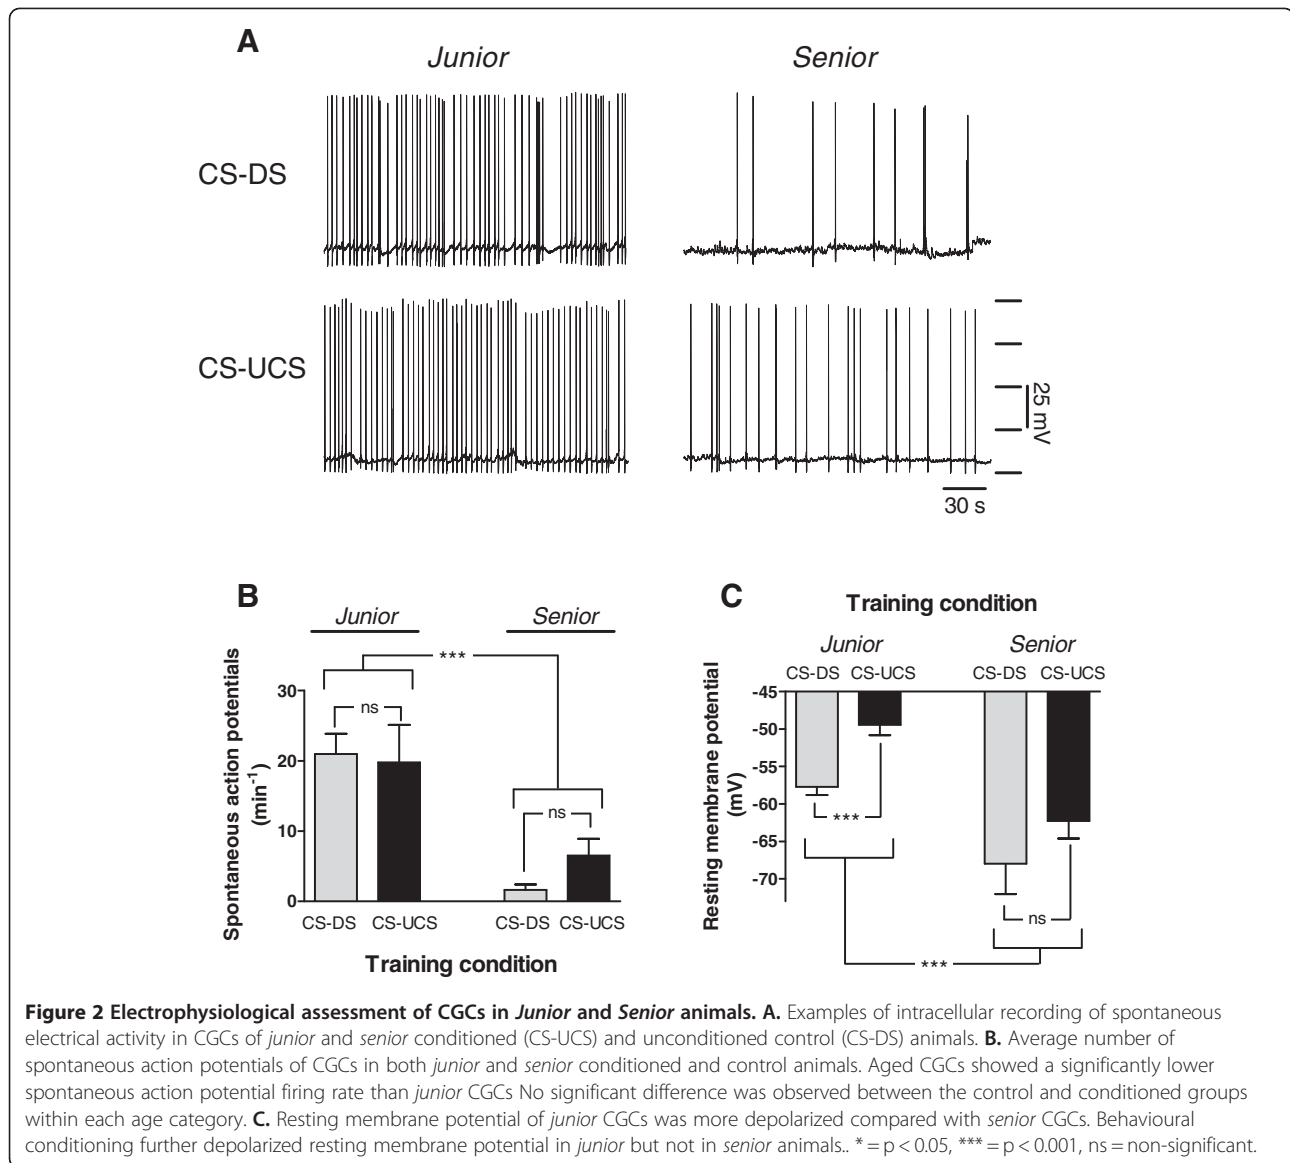 A
Junior Senior
CS-DS
CS-UCS
25 mV
30 s
B
Junior Senior
***
Spontaneous action potentials
(min⁻¹)
30
20
10
0
ns
ns
CS-DS CS-UCS CS-DS CS-UCS
Training condition
C
Training condition
Junior Senior
CS-DS CS-UCS CS-DS CS-UCS
Resting membrane potential
(mV)
-45
-50
-55
-60
-65
-70
***
ns
***
Figure 2 Electrophysiological assessment of CGCs in Junior and Senior animals. A. Examples of intracellular recording of spontaneous
electrical activity in CGCs of junior and senior conditioned (CS-UCS) and unconditioned control (CS-DS) animals. B. Average number of
spontaneous action potentials of CGCs in both junior and senior conditioned and control animals. Aged CGCs showed a significantly lower
spontaneous action potential firing rate than junior CGCs No significant difference was observed between the control and conditioned groups
within each age category. C. Resting membrane potential of junior CGCs was more depolarized compared with senior CGCs. Behavioural
conditioning further depolarized resting membrane potential in junior but not in senior animals.. * = p < 0.05, *** = p < 0.001, ns = non-significant.